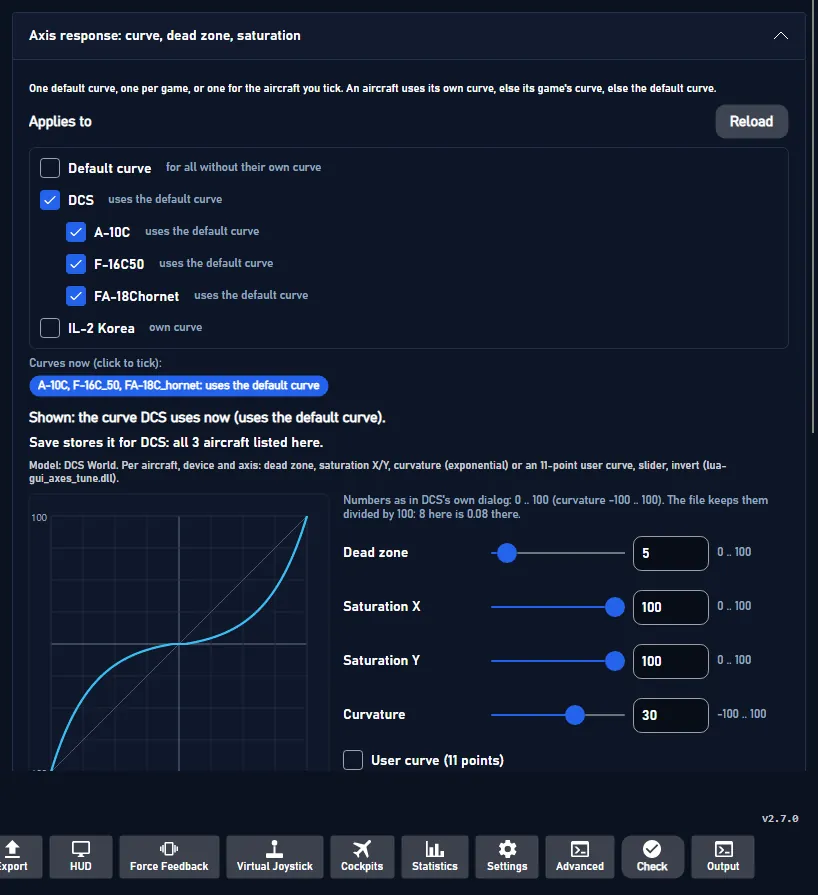 Axis response: curve, dead zone, saturation
One default curve, one per game, or one for the aircraft you tick. An aircraft uses its own curve, else its game's curve, else the default curve.
Applies to
Reload
Default curve for all without their own curve
DCS uses the default curve
A-10C uses the default curve
F-16C50 uses the default curve
FA-18Chornet uses the default curve
IL-2 Korea own curve
Curves now (click to tick):
A-10C, F-16C_50, FA-18C_hornet: uses the default curve
Shown: the curve DCS uses now (uses the default curve).
Save stores it for DCS: all 3 aircraft listed here.
Model: DCS World. Per aircraft, device and axis: dead zone, saturation X/Y, curvature (exponential) or an 11-point user curve, slider, invert (lua-
gui_axes_tune.dll).
100
Numbers as in DCS's own dialog: 0 .. 100 (curvature -100 .. 100). The file keeps them
divided by 100: 8 here is 0.08 there.
Dead zone 5 0 .. 100
Saturation X 100 0 .. 100
Saturation Y 100 0 .. 100
Curvature 30 -100 .. 100
User curve (11 points)
v2.7.0
xport
HUD
Force Feedback
Virtual Joystick
Cockpits
Statistics
Settings
Advanced
Check
Output